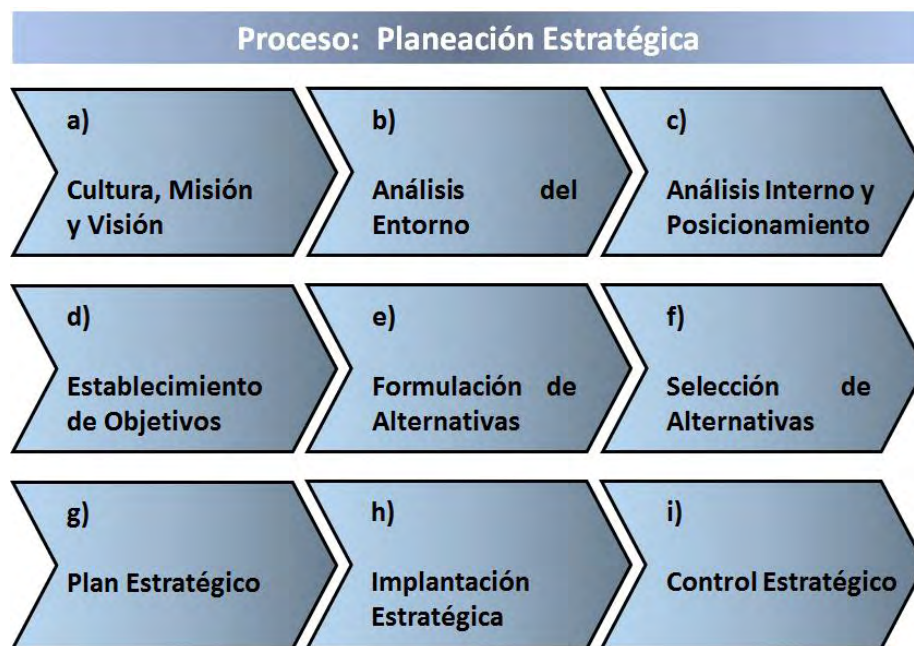 Proceso: Planeación Estratégica
a)
Cultura, Misión
y Visión
b)
Análisis del
Entorno
c)
Análisis Interno y
Posicionamiento
d)
Establecimiento
de Objetivos
e)
Formulación de
Alternativas
f)
Selección de
Alternativas
g)
Plan Estratégico
h)
Implantación
Estratégica
i)
Control Estratégico